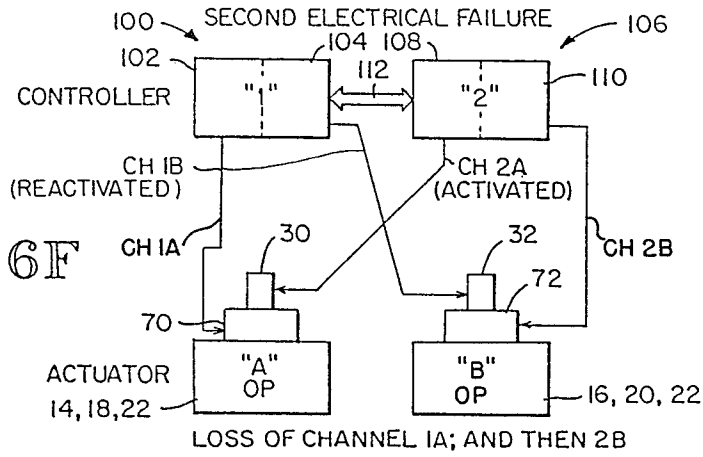 SECOND ELECTRICAL FAILURE
100
106
102
104 108
112
110
CONTROLLER
"1"
"2"
CH 1B
(REACTIVATED)
CH 2A
(ACTIVATED)
CH 1A
CH 2B
6F
30
32
70
72
ACTUATOR
14, 18, 22
"A"
OP
"B"
OP
16, 20, 22
LOSS OF CHANNEL 1A; AND THEN 2B